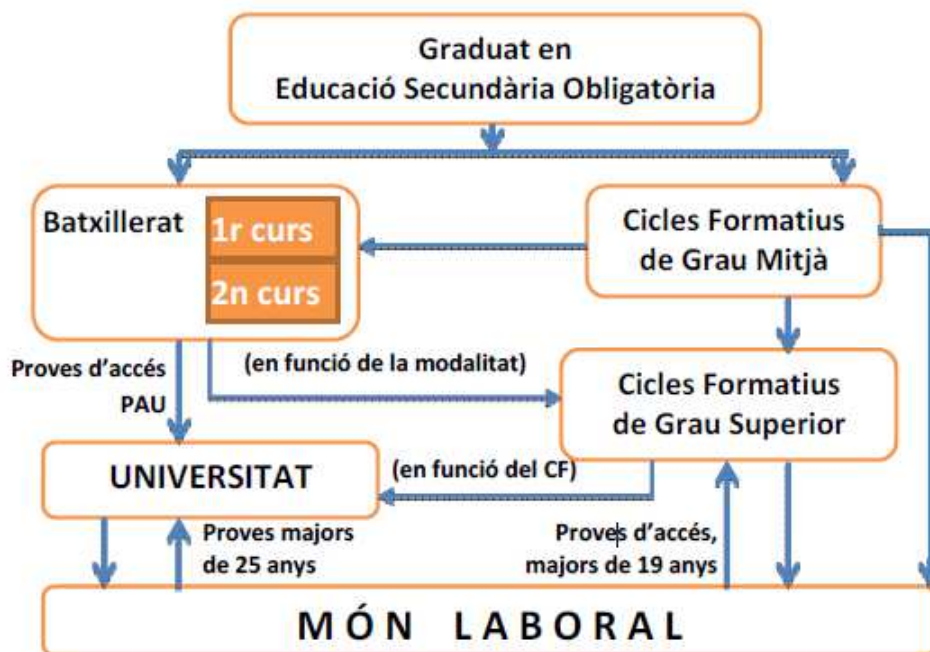 Graduat en
Educació Secundària Obligatòria
Batxillerat
1r curs
2n curs
Cicles Formatius
de Grau Mitjà
Proves d'accés
PAU
(en funció de la modalitat)
Cicles Formatius
de Grau Superior
UNIVERSITAT
(en funció del CF)
Proves majors
de 25 anys
Proves d'accés,
majors de 19 anys
MÓN LABORAL